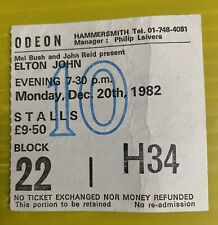 ODEON HAMMERSMITH Tel. 01-748-4081
Manager : Philip Leivers
Mel Bush and John Reid present
ELTON JOHN
EVENING 7-30 p.m.
Monday, Dec. 20th, 1982
STALLS
£9·50
10
BLOCK
22 H34
NO TICKET EXCHANGED NOR MONEY REFUNDED
This portion to be retained No re-admission